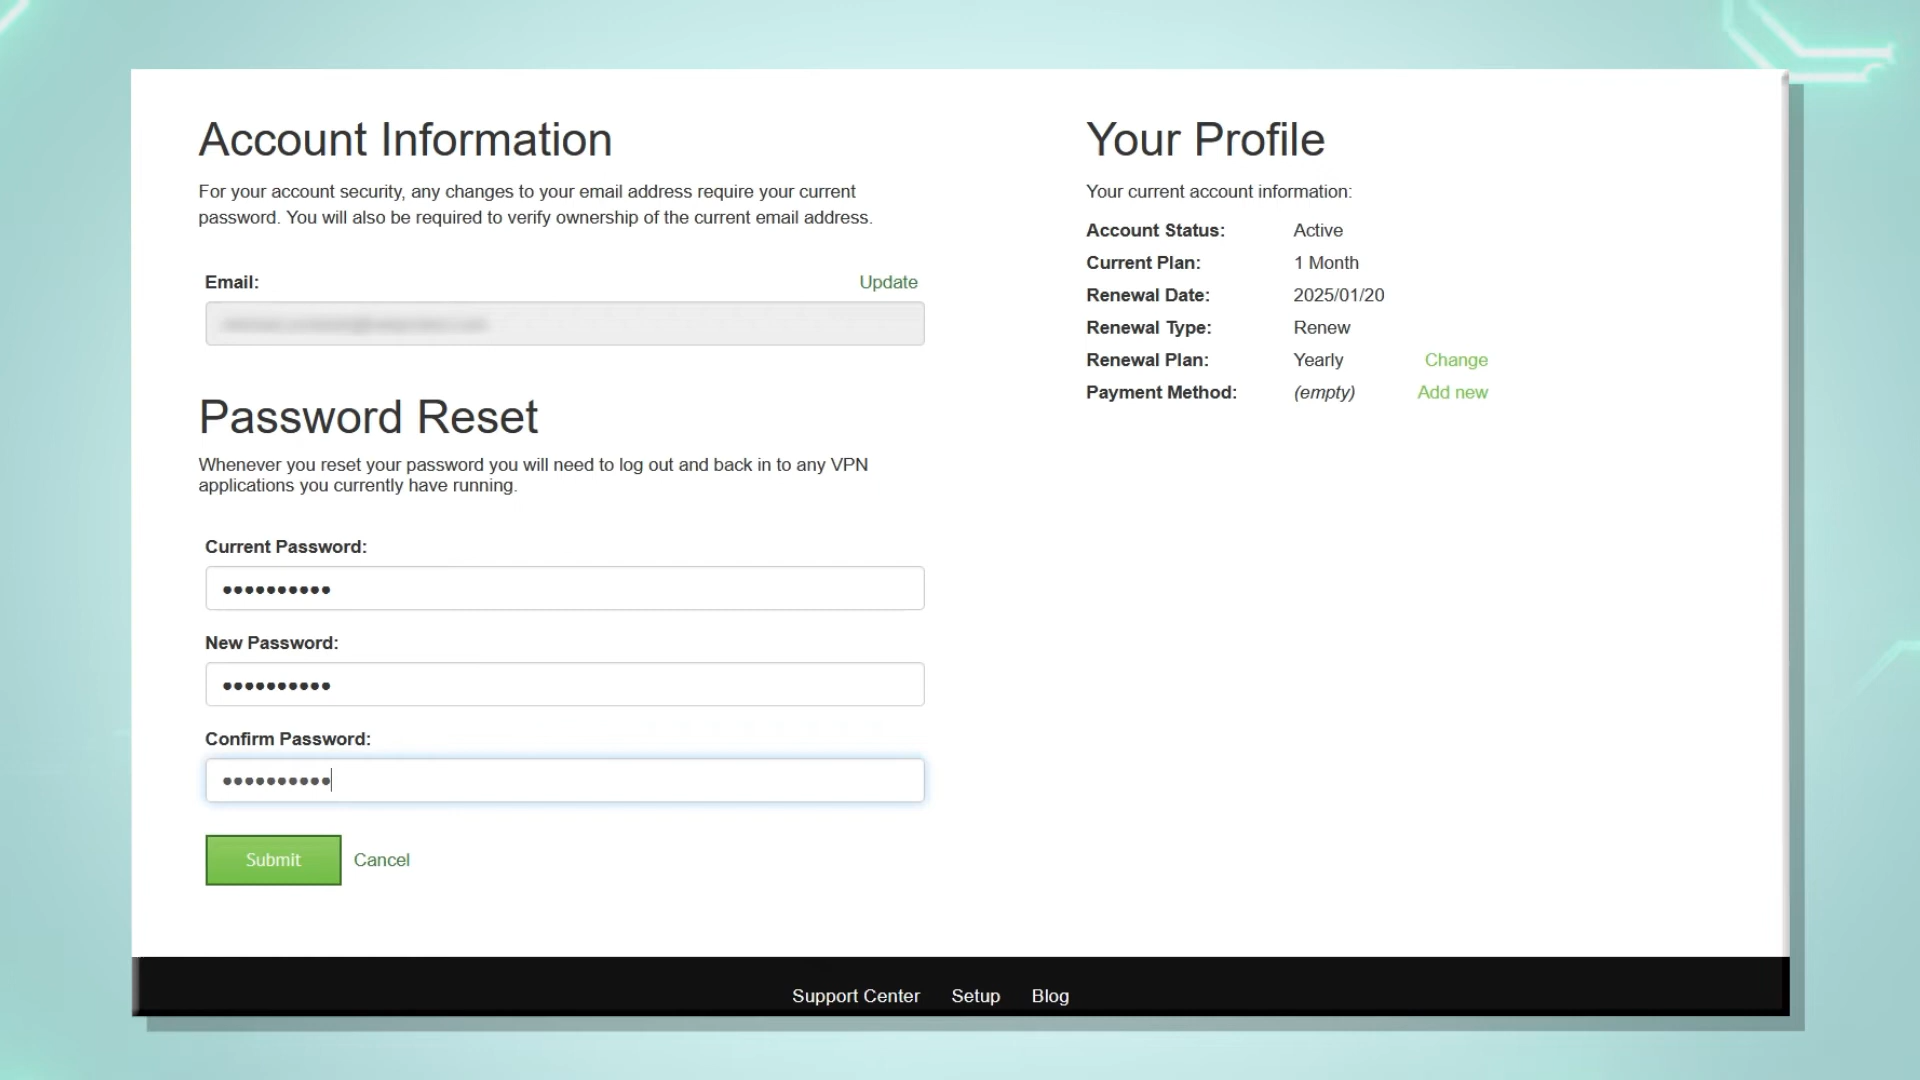 Account Information
For your account security, any changes to your email address require your current
password. You will also be required to verify ownership of the current email address.
Email:
Update
Password Reset
Whenever you reset your password you will need to log out and back in to any VPN
applications you currently have running.
Current Password:
••••••••••
New Password:
••••••••••
Confirm Password:
••••••••••
Submit Cancel
Your Profile
Your current account information:
Account Status: Active
Current Plan: 1 Month
Renewal Date: 2025/01/20
Renewal Type: Renew
Renewal Plan: Yearly Change
Payment Method: (empty) Add new
Support Center Setup Blog